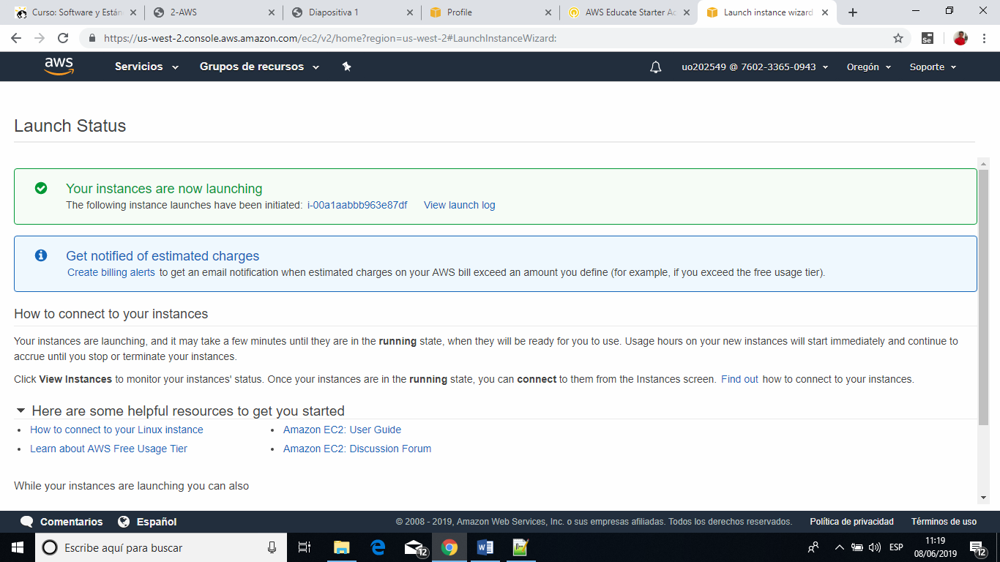 Curso: Software y Están
2-AWS
Diapositiva 1
Profile
AWS Educate Starter Ac
Launch instance wizard
https://us-west-2.console.aws.amazon.com/ec2/v2/home?region=us-west-2#LaunchInstanceWizard:
Se
aws
Servicios
Grupos de recursos
uo202549 @ 7602-3365-0943
Oregón
Soporte
Launch Status
Your instances are now launching
The following instance launches have been initiated: i-00a1aabbb963e87df View launch log
Get notified of estimated charges
Create billing alerts to get an email notification when estimated charges on your AWS bill exceed an amount you define (for example, if you exceed the free usage tier).
How to connect to your instances
Your instances are launching, and it may take a few minutes until they are in the running state, when they will be ready for you to use. Usage hours on your new instances will start immediately and continue to
accrue until you stop or terminate your instances.
Click View Instances to monitor your instances' status. Once your instances are in the running state, you can connect to them from the Instances screen. Find out how to connect to your instances.
Here are some helpful resources to get you started
• How to connect to your Linux instance
• Amazon EC2: User Guide
• Learn about AWS Free Usage Tier
• Amazon EC2: Discussion Forum
While your instances are launching you can also
Comentarios
Español
© 2008 - 2019, Amazon Web Services, Inc. o sus empresas afiliadas. Todos los derechos reservados.
Política de privacidad
Términos de uso
Escribe aquí para buscar
12
ESP
11:19
08/06/2019
12